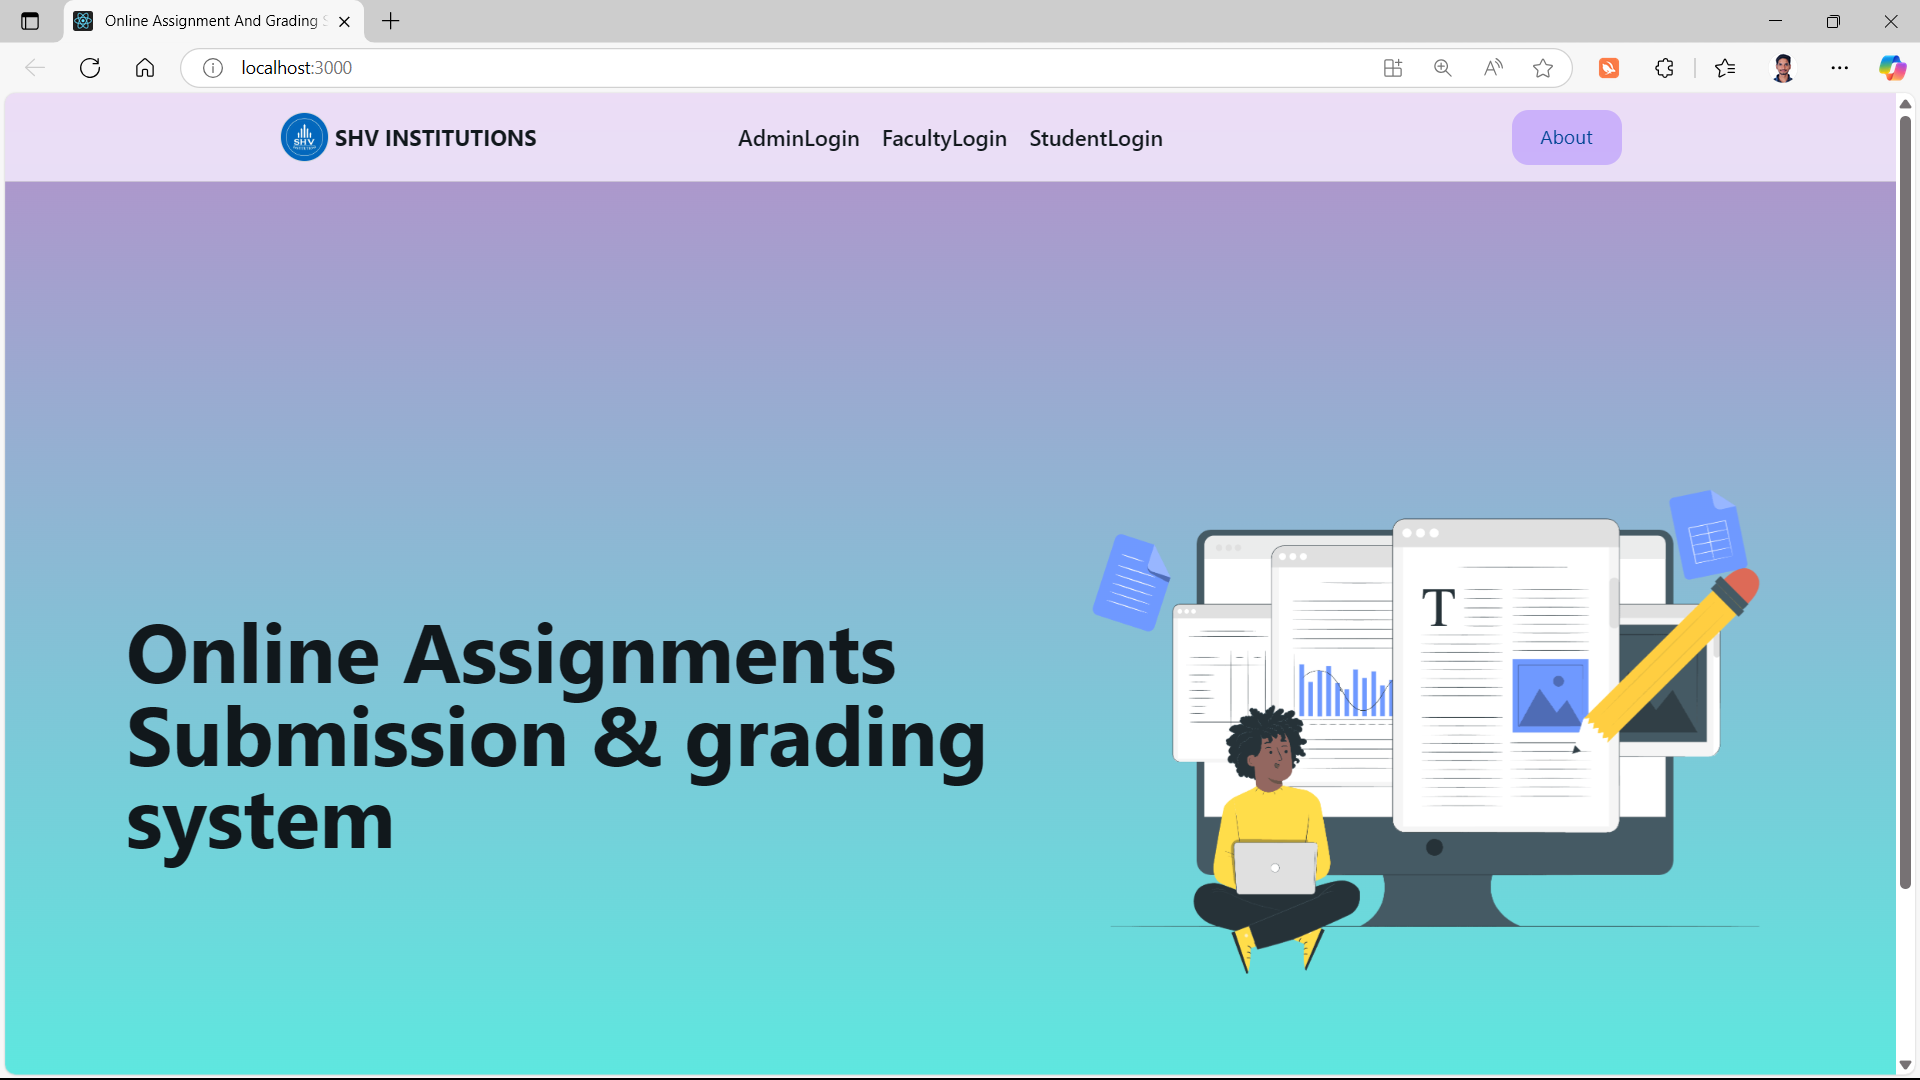 Online Assignment And Grading S
localhost:3000
SHV
SHV INSTITUTIONS
AdminLogin
FacultyLogin
StudentLogin
About
Online Assignments
Submission & grading
system
T